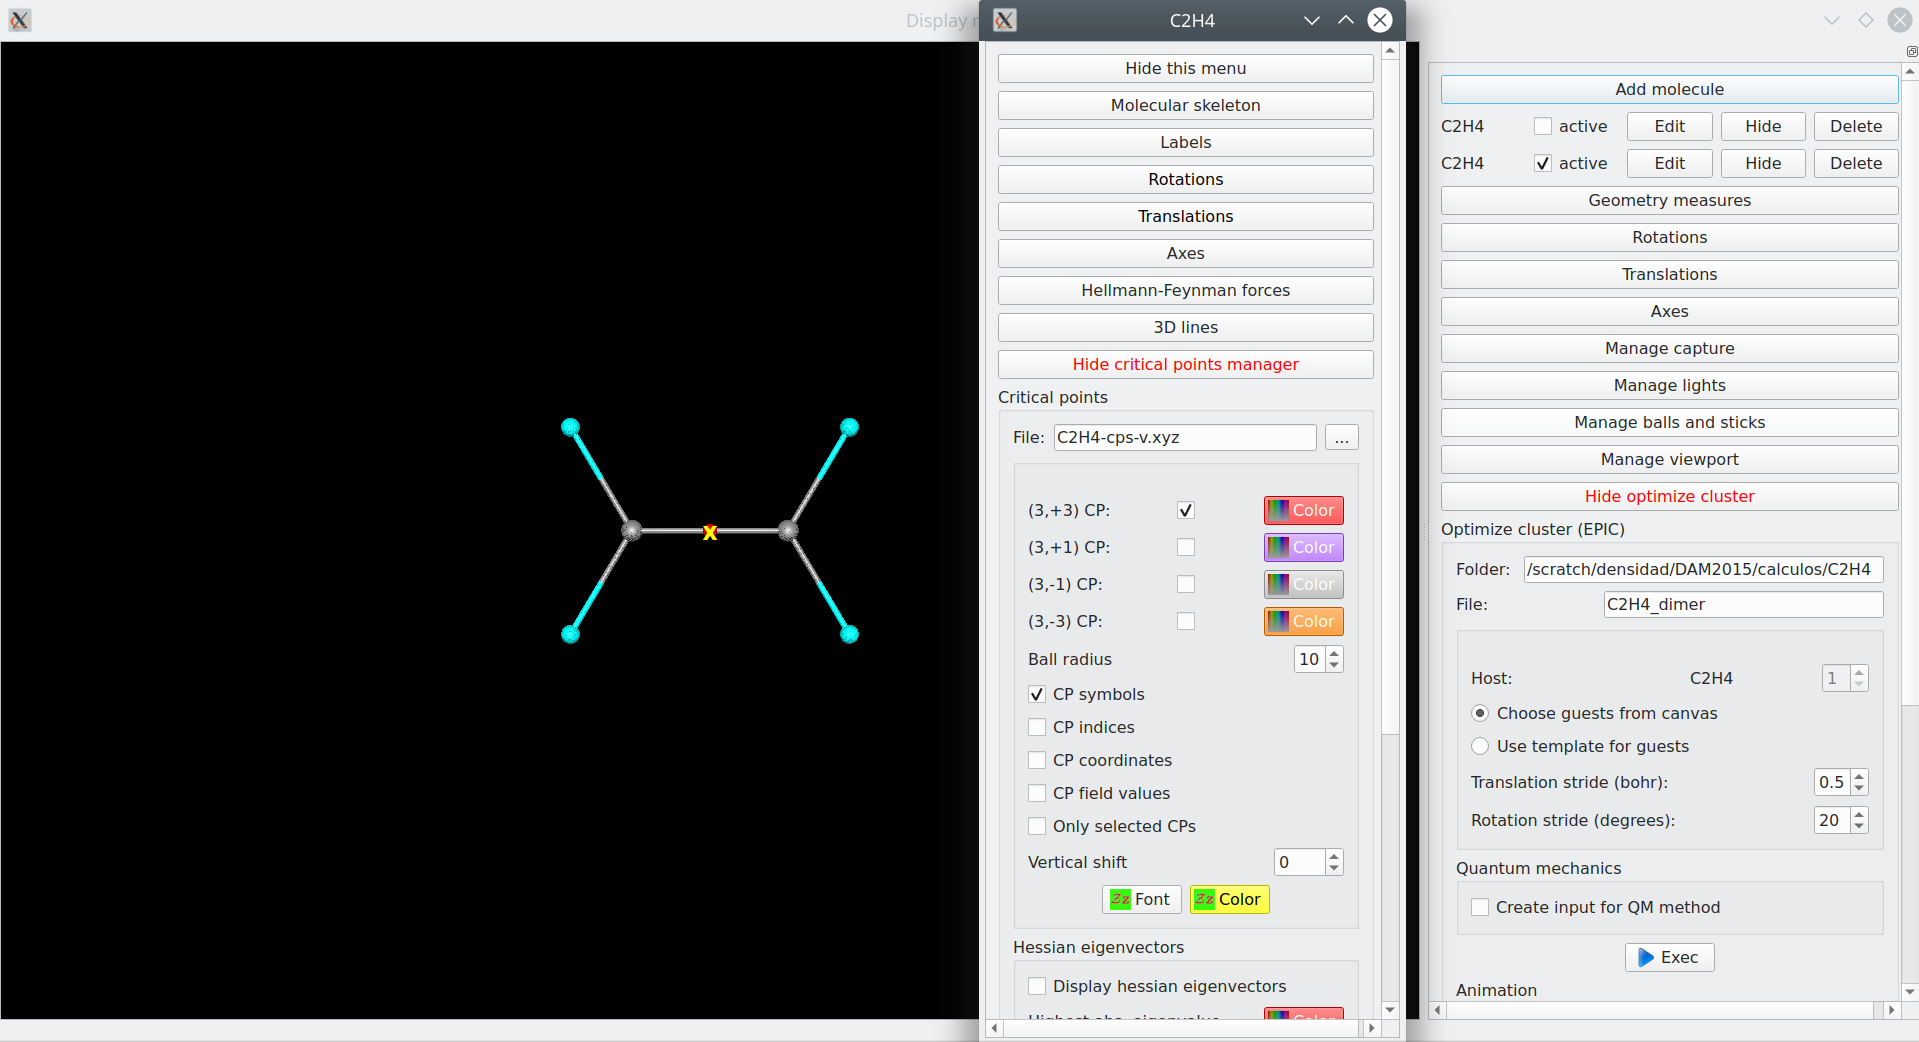 Display
C2H4
Hide this menu
Molecular skeleton
Labels
Rotations
Translations
Axes
Hellmann-Feynman forces
3D lines
Hide critical points manager
Critical points
File: C2H4-cps-v.xyz ...
(3,+3) CP: Color
(3,+1) CP: Color
(3,-1) CP: Color
(3,-3) CP: Color
Ball radius 10
CP symbols
CP indices
CP coordinates
CP field values
Only selected CPs
Vertical shift 0
Zz Font Zz Color
Hessian eigenvectors
Display hessian eigenvectors
Highest abs. eigenvalue Color
x
Add molecule
C2H4 active Edit Hide Delete
C2H4 active Edit Hide Delete
Geometry measures
Rotations
Translations
Axes
Manage capture
Manage lights
Manage balls and sticks
Manage viewport
Hide optimize cluster
Optimize cluster (EPIC)
Folder: /scratch/densidad/DAM2015/calculos/C2H4
File: C2H4_dimer
Host: C2H4 1
Choose guests from canvas
Use template for guests
Translation stride (bohr): 0.5
Rotation stride (degrees): 20
Quantum mechanics
Create input for QM method
Exec
Animation